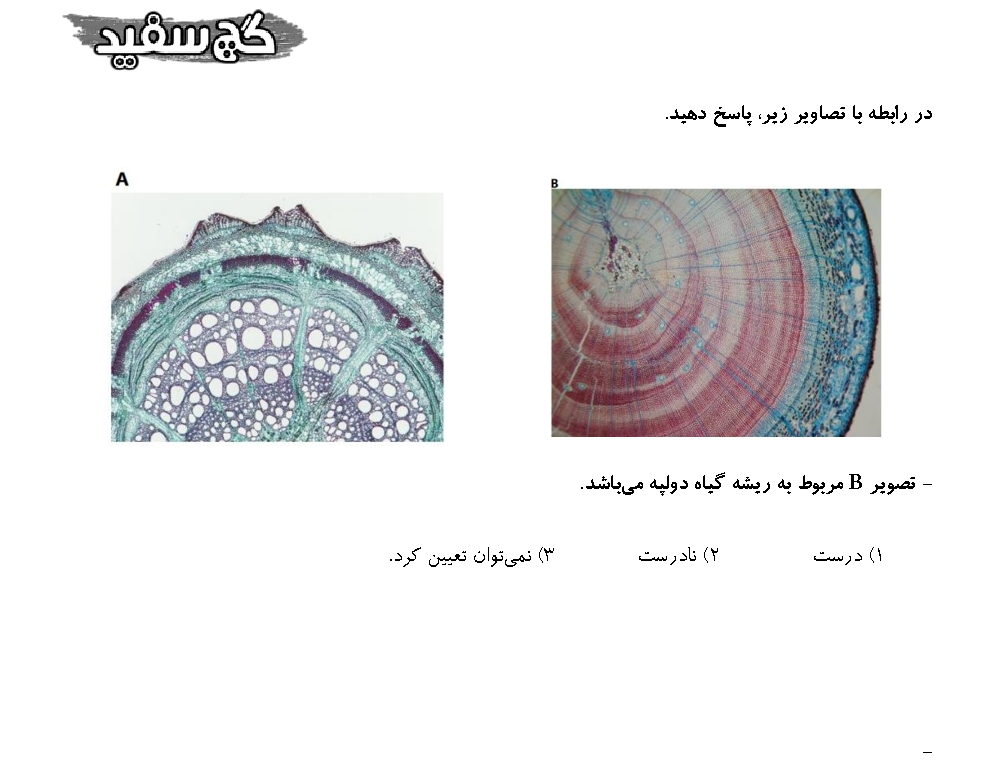 گچ سفید
در رابطه با تصاویر زیر، پاسخ دهید.
A
B
- تصویر B مربوط به ریشه گیاه دولپه می‌باشد.
۱) درست ۲) نادرست ۳) نمی‌توان تعیین کرد.
-